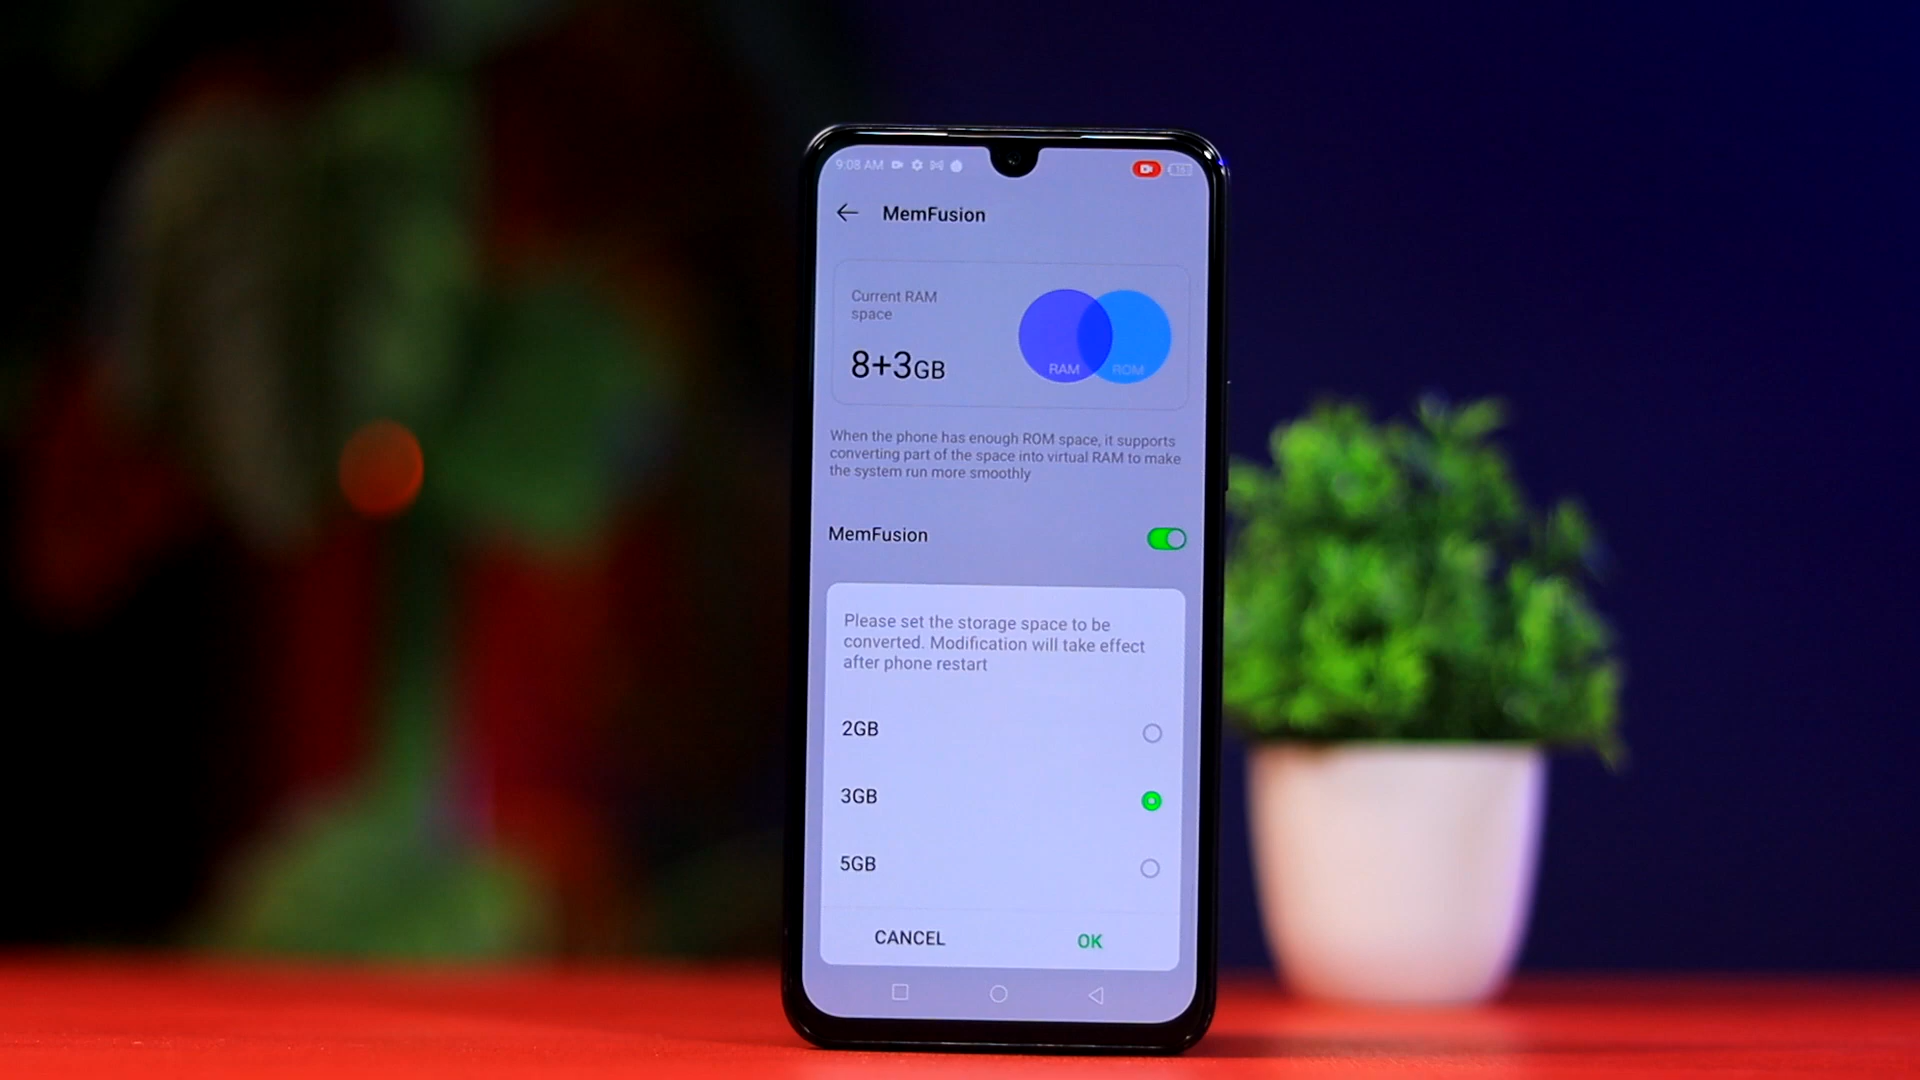 9:08 AM
MemFusion
Current RAM
space
8+3GB
RAM
ROM
When the phone has enough ROM space, it supports
converting part of the space into virtual RAM to make
the system run more smoothly
MemFusion
Please set the storage space to be
converted. Modification will take effect
after phone restart
2GB
3GB
5GB
CANCEL
OK